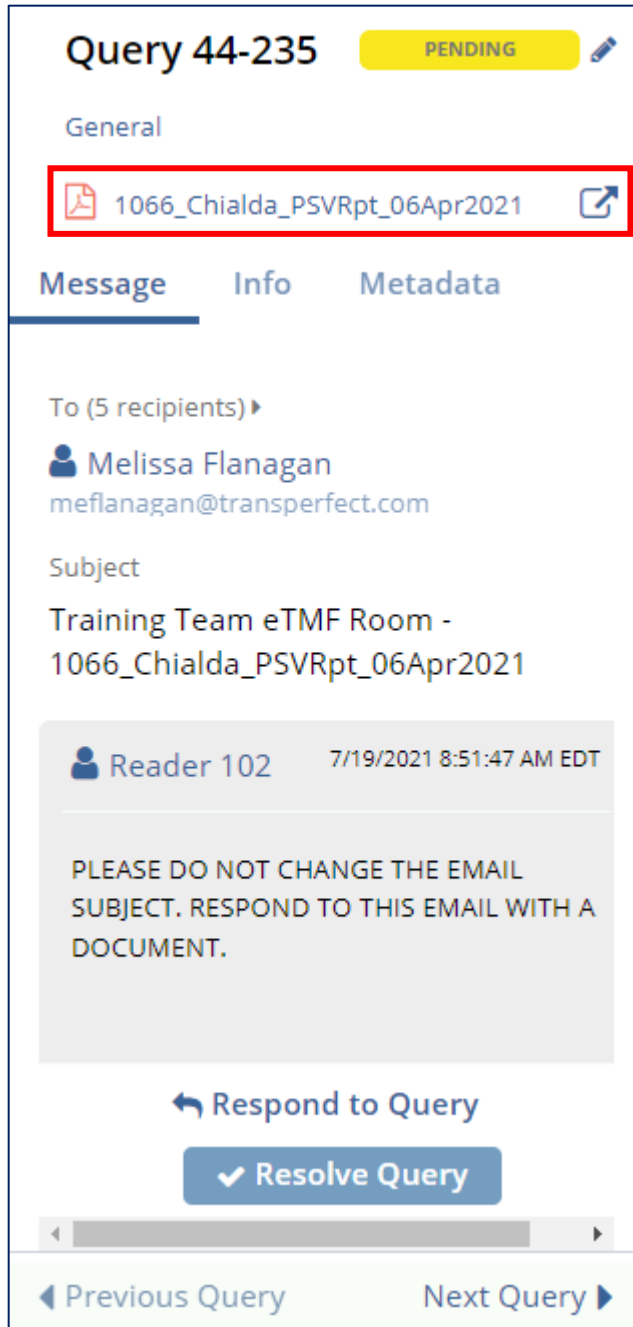 Query 44-235 PENDING
General
1066_Chialda_PSVRpt_06Apr2021
Message Info Metadata
To (5 recipients)
Melissa Flanagan
meflanagan@transperfect.com
Subject
Training Team eTMF Room -
1066_Chialda_PSVRpt_06Apr2021
Reader 102 7/19/2021 8:51:47 AM EDT
PLEASE DO NOT CHANGE THE EMAIL
SUBJECT. RESPOND TO THIS EMAIL WITH A
DOCUMENT.
Respond to Query
Resolve Query
Previous Query Next Query